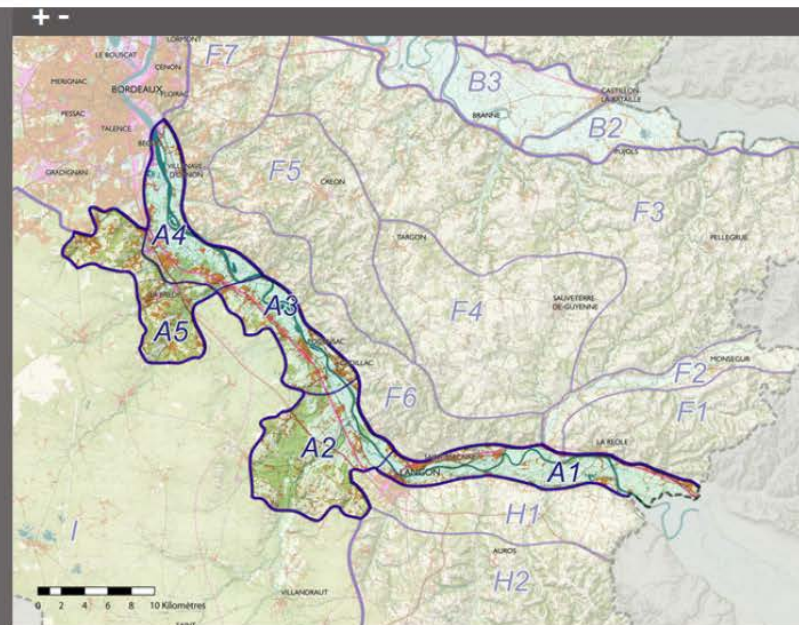 + -
LORMONT
LE BOUSCAT
F7
CENON
MERIGNAC
BORDEAUX
FLOIRAC
B3
CASTILLON-
LA-BATAILLE
PESSAC
BRANNE
TALENCE
B2
PUJOLS
VILLENAVE
D'ORNON
GRADIGNAN
F5
CREON
F3
A4
TARGON
PELLEGRUE
A3
SAUVETERRE-
DE-GUYENNE
F4
A5
CADILLAC
MONSEGUR
F2
F6
F1
LA REOLE
A2
LANGON
A1
H1
I
AUROS
H2
VILLANDRAUT
0 2 4 6 8 10 Kilomètres
SAINT